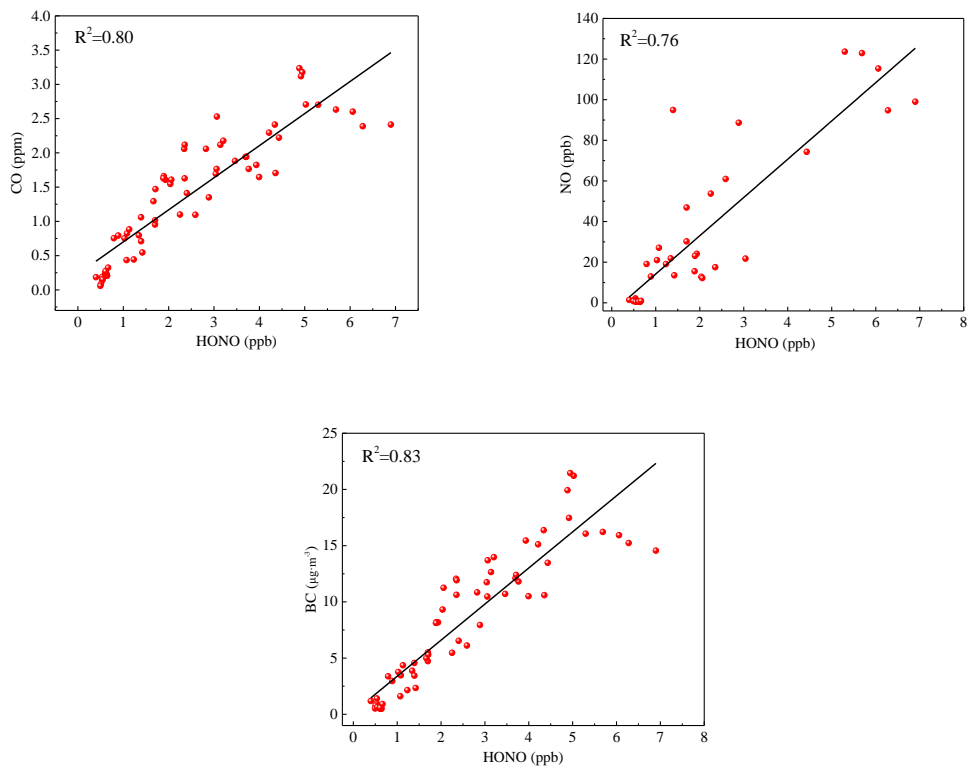 R²=0.80
CO (ppm)
4.0
3.5
3.0
2.5
2.0
1.5
1.0
0.5
0.0
0 1 2 3 4 5 6 7
HONO (ppb)
R²=0.76
NO (ppb)
140
120
100
80
60
40
20
0
0 1 2 3 4 5 6 7 8
HONO (ppb)
R²=0.83
BC (μg·m⁻³)
25
20
15
10
5
0
0 1 2 3 4 5 6 7 8
HONO (ppb)